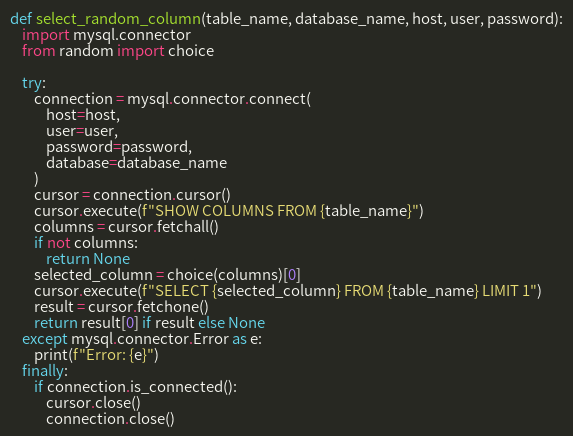 def select_random_column(table_name, database_name, host, user, password):
    import mysql.connector
    from random import choice

    try:
        connection = mysql.connector.connect(
            host=host,
            user=user,
            password=password,
            database=database_name
        )
        cursor = connection.cursor()
        cursor.execute(f"SHOW COLUMNS FROM {table_name}")
        columns = cursor.fetchall()
        if not columns:
            return None
        selected_column = choice(columns)[0]
        cursor.execute(f"SELECT {selected_column} FROM {table_name} LIMIT 1")
        result = cursor.fetchone()
        return result[0] if result else None
    except mysql.connector.Error as e:
        print(f"Error: {e}")
    finally:
        if connection.is_connected():
            cursor.close()
            connection.close()